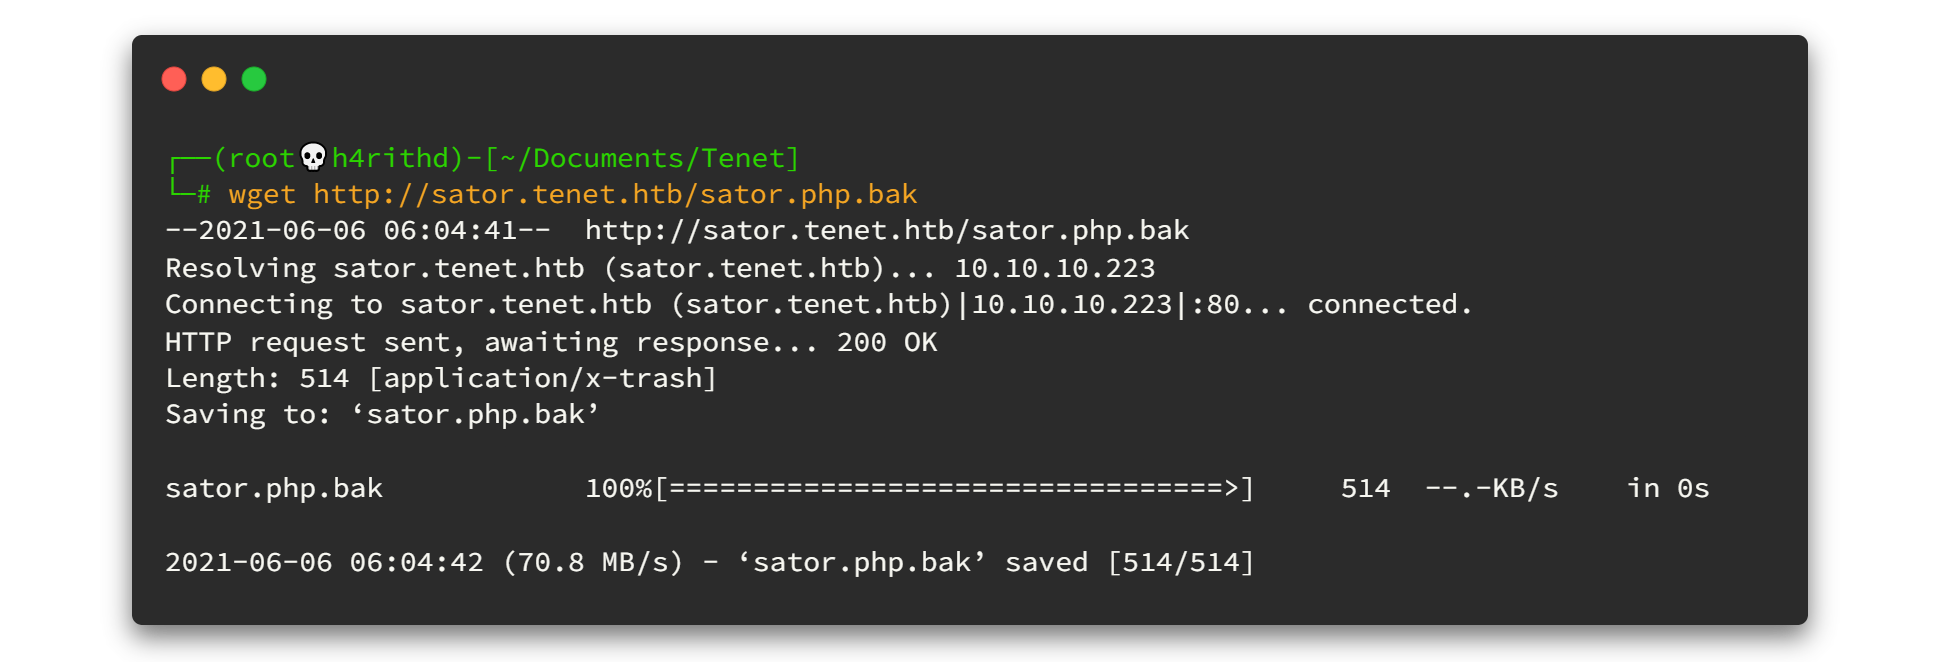 ┌──(root💀h4rithd)-[~/Documents/Tenet]
└─# wget http://sator.tenet.htb/sator.php.bak
--2021-06-06 06:04:41--  http://sator.tenet.htb/sator.php.bak
Resolving sator.tenet.htb (sator.tenet.htb)... 10.10.10.223
Connecting to sator.tenet.htb (sator.tenet.htb)|10.10.10.223|:80... connected.
HTTP request sent, awaiting response... 200 OK
Length: 514 [application/x-trash]
Saving to: ‘sator.php.bak’
sator.php.bak            100%[=================================>]     514  --.-KB/s    in 0s
2021-06-06 06:04:42 (70.8 MB/s) - ‘sator.php.bak’ saved [514/514]